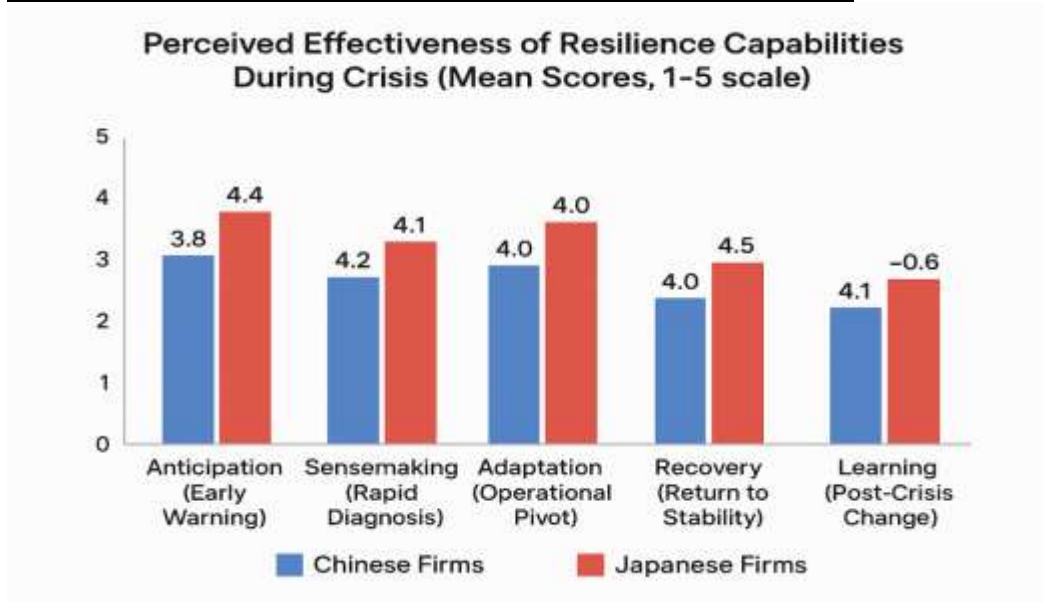 Perceived Effectiveness of Resilience Capabilities
During Crisis (Mean Scores, 1-5 scale)
5
4
3
2
1
0
3.8
4.4
4.2
4.1
4.0
4.0
4.0
4.5
4.1
–0.6
Anticipation
(Early
Warning)
Sensemaking
(Rapid
Diagnosis)
Adaptation
(Operational
Pivot)
Recovery
(Return to
Stability)
Learning
(Post-Crisis
Change)
Chinese Firms
Japanese Firms